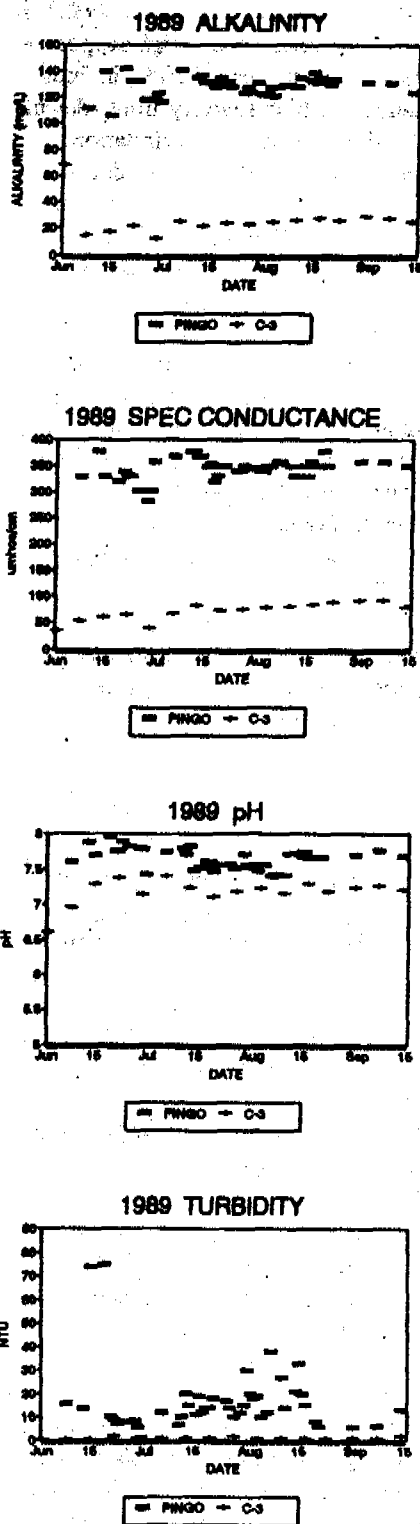 1989 ALKALINITY
160
140
120
100
80
60
40
20
0
ALKALINITY (mg/L)
Jun 15 Jul 15 Aug 15 Sep 15
DATE
PINGO C-3
1989 SPEC CONDUCTANCE
400
350
300
250
200
150
100
50
0
umhos/cm
Jun 15 Jul 15 Aug 15 Sep 15
DATE
PINGO C-3
1989 pH
8
7.5
7
6.5
6
5.5
5
pH
Jun 15 Jul 15 Aug 15 Sep 15
DATE
PINGO C-3
1989 TURBIDITY
90
80
70
60
50
40
30
20
10
0
NTU
Jun 15 Jul 15 Aug 15 Sep 15
DATE
PINGO C-3